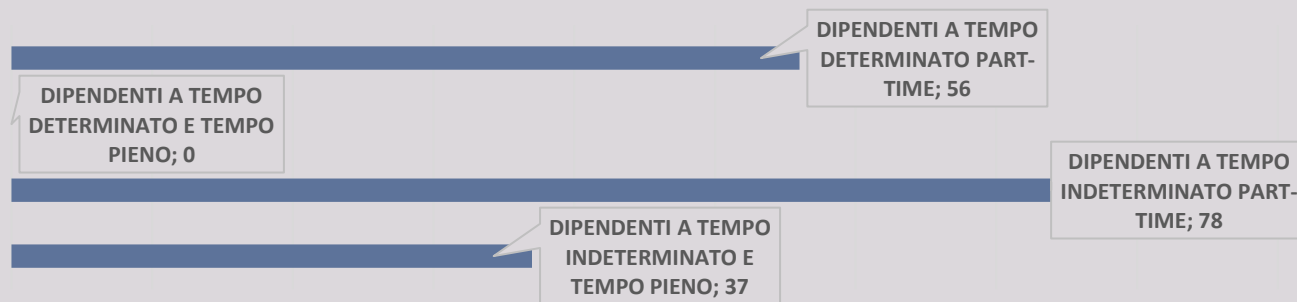 DIPENDENTI A TEMPO
DETERMINATO PART-
TIME; 56
DIPENDENTI A TEMPO
DETERMINATO E TEMPO
PIENO; 0
DIPENDENTI A TEMPO
INDETERMINATO PART-
TIME; 78
DIPENDENTI A TEMPO
INDETERMINATO E
TEMPO PIENO; 37